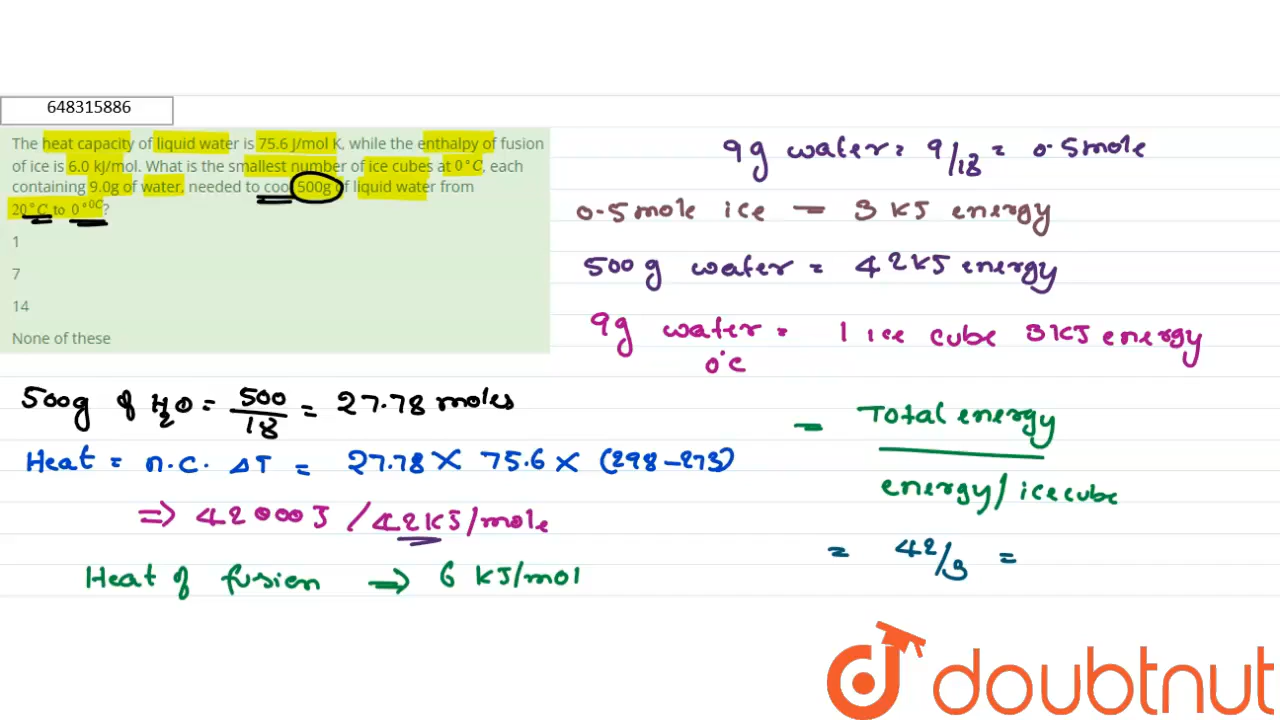 648315886
The heat capacity of liquid water is 75.6 J/mol K, while the enthalpy of fusion
of ice is 6.0 kJ/mol. What is the smallest number of ice cubes at 0°C, each
containing 9.0g of water, needed to coo 500g of liquid water from
20°C to 0°⁰C?
1
7
14
None of these
500g of H₂O = 500/18 = 27.78 moles
Heat = n.C. ΔT = 27.78 × 75.6 × (298-273)
⇒ 42000J / 42KJ/mole
Heat of fusion → 6 KJ/mol
9g water = 9/18 = 0.5mole
0.5mole ice — 3 KJ energy
500g water = 42KJ energy
9g water = 1 ice cube 3KJ energy
0°C
= Total energy
energy/icecube
= 42/3 =
doubtnut